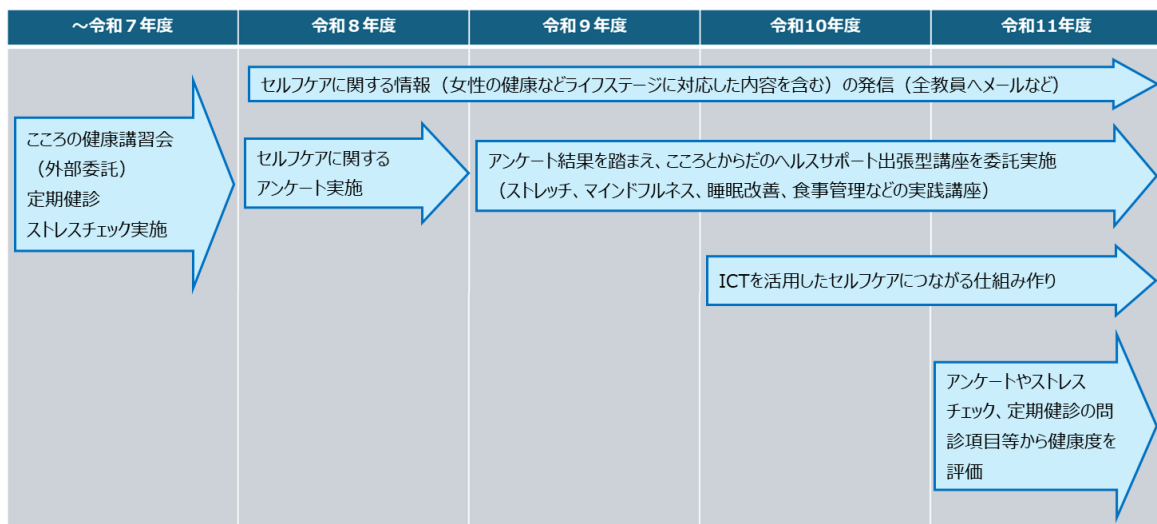 ～令和７年度
令和８年度
令和９年度
令和10年度
令和11年度
セルフケアに関する情報（女性の健康などライフステージに対応した内容を含む）の発信（全教員へメールなど）
こころの健康講習会
（外部委託）
定期健診
ストレスチェック実施
セルフケアに関する
アンケート実施
アンケート結果を踏まえ、こころとからだのヘルスサポート出張型講座を委託実施
（ストレッチ、マインドフルネス、睡眠改善、食事管理などの実践講座）
ICTを活用したセルフケアにつながる仕組み作り
アンケートやストレス
チェック、定期健診の問
診項目等から健康度を
評価